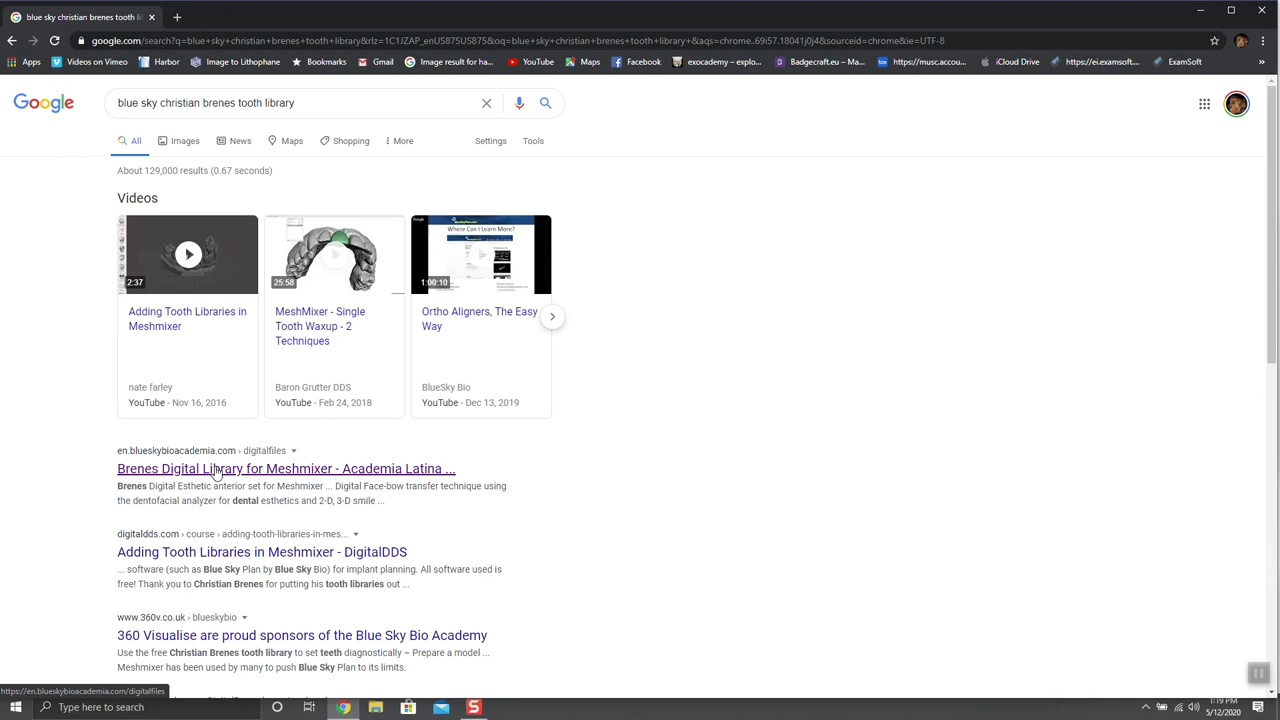 blue sky christian brenes tooth li
google.com/search?q=blue+sky+christian+brenes+tooth+library&rlz=1C1JZAP_enUS875US875&oq=blue+sky+christian+brenes+tooth+library+&aqs=chrome..69i57.18041j0j4&sourceid=chrome&ie=UTF-8
Apps Videos on Vimeo Harbor Image to Lithophane Bookmarks Gmail Image result for ha... YouTube Maps Facebook exocademy – explo... Badgecraft.eu – Ma... https://musc.accou... iCloud Drive https://ei.examsoft... ExamSoft »
Google blue sky christian brenes tooth library
All Images News Maps Shopping More Settings Tools
About 129,000 results (0.67 seconds)
Videos
Where Can I Learn More?
2:37 25:58 1:00:10
Adding Tooth Libraries in
Meshmixer
MeshMixer - Single
Tooth Waxup - 2
Techniques
Ortho Aligners, The Easy
Way
nate farley Baron Grutter DDS BlueSky Bio
YouTube - Nov 16, 2016 YouTube - Feb 24, 2018 YouTube - Dec 13, 2019
en.blueskybioacademia.com › digitalfiles
Brenes Digital Library for Meshmixer - Academia Latina ...
Brenes Digital Esthetic anterior set for Meshmixer ... Digital Face-bow transfer technique using
the dentofacial analyzer for dental esthetics and 2-D, 3-D smile ...
digitaldds.com › course › adding-tooth-libraries-in-mes...
Adding Tooth Libraries in Meshmixer - DigitalDDS
... software (such as Blue Sky Plan by Blue Sky Bio) for implant planning. All software used is
free! Thank you to Christian Brenes for putting his tooth libraries out ...
www.360v.co.uk › blueskybio
360 Visualise are proud sponsors of the Blue Sky Bio Academy
Use the free Christian Brenes tooth library to set teeth diagnostically – Prepare a model ...
Meshmixer has been used by many to push Blue Sky Plan to its limits.
https://en.blueskybioacademia.com/digitalfiles
Type here to search
1:19 PM
5/12/2020